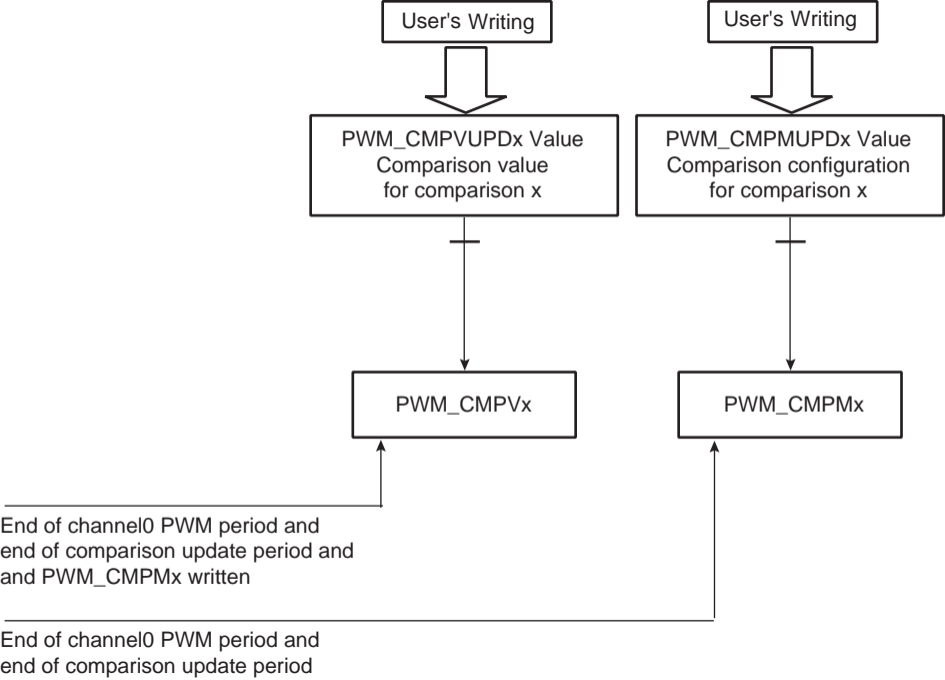 User's Writing
User's Writing
PWM_CMPVUPDx Value
Comparison value
for comparison x
PWM_CMPMUPDx Value
Comparison configuration
for comparison x
PWM_CMPVx
PWM_CMPMx
End of channel0 PWM period and
end of comparison update period and
and PWM_CMPMx written
End of channel0 PWM period and
end of comparison update period